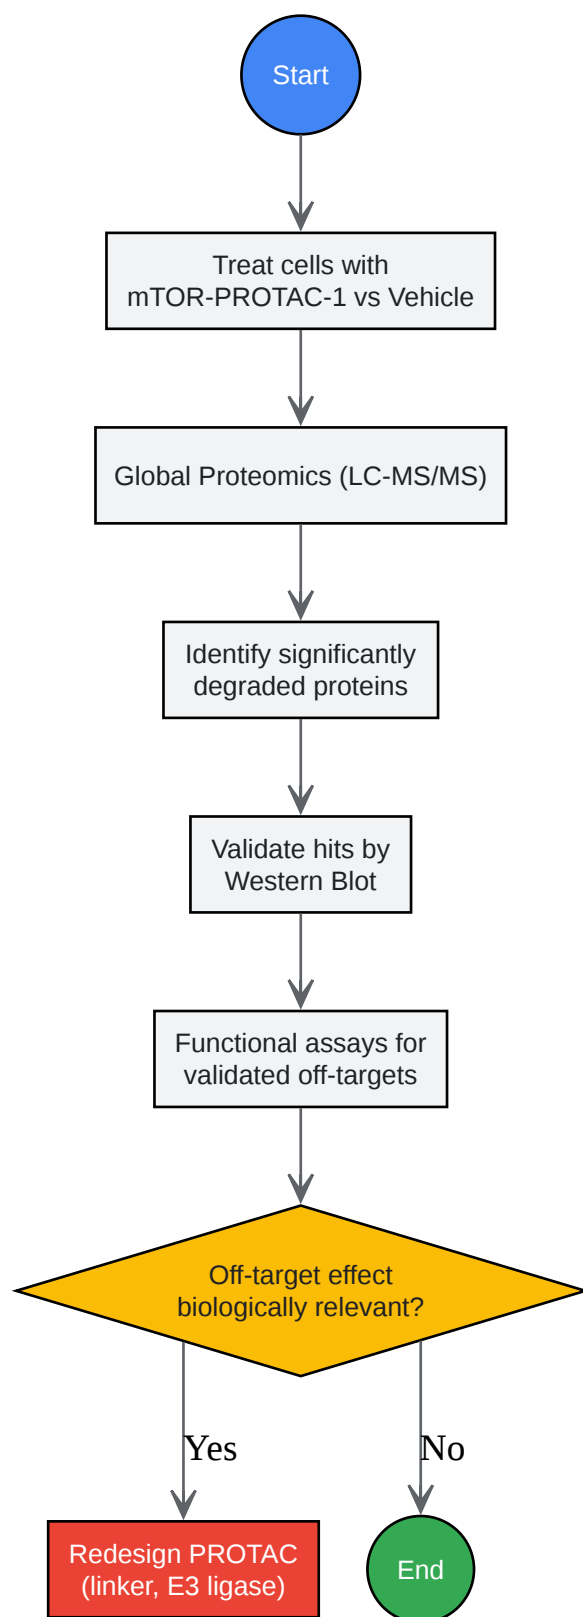 Start
Treat cells with
mTOR-PROTAC-1 vs Vehicle
Global Proteomics (LC-MS/MS)
Identify significantly
degraded proteins
Validate hits by
Western Blot
Functional assays for
validated off-targets
Off-target effect
biologically relevant?
Yes
No
Redesign PROTAC
(linker, E3 ligase)
End